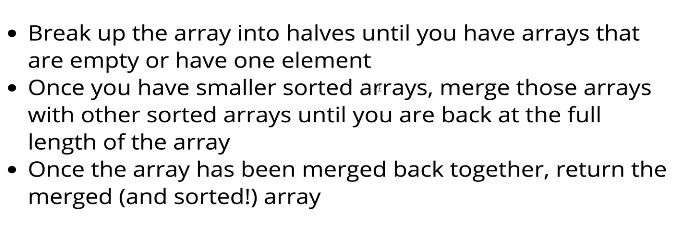 • Break up the array into halves until you have arrays that
are empty or have one element
• Once you have smaller sorted arrays, merge those arrays
with other sorted arrays until you are back at the full
length of the array
• Once the array has been merged back together, return the
merged (and sorted!) array